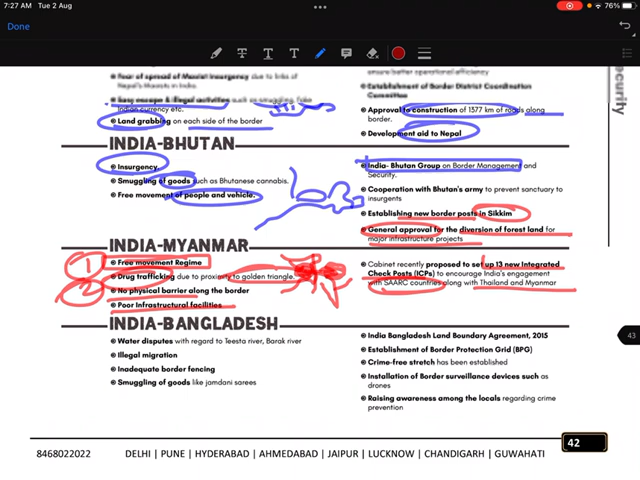 7:27 AM Tue 2 Aug
76%
Done
ensure better operational efficiency
Fear of spread of Maoist insurgency due to links of
Nepal's Maoists in India
Establishment of Border District Coordination
Committee
Easy escape & illegal activities such as smuggling, fake
Indian currency etc.
Approval to construction of 1377 km of roads along
border.
Land grabbing on each side of the border
Development aid to Nepal
ecurity
INDIA-BHUTAN
Insurgency
Smuggling of goods such as Bhutanese cannabis.
Free movement of people and vehicle.
India- Bhutan Group on Border Management and
Security.
Cooperation with Bhutan's army to prevent sanctuary to
insurgents
Establishing new border posts in Sikkim
General approval for the diversion of forest land for
major infrastructure projects
INDIA-MYANMAR
1 Free movement Regime
Drug trafficking due to proximity to golden triangle.
2 No physical barrier along the border
Poor Infrastructural facilities
Cabinet recently proposed to set up 13 new Integrated
Check Posts (ICPs) to encourage India's engagement
with SAARC countries along with Thailand and Myanmar
INDIA-BANGLADESH
Water disputes with regard to Teesta river, Barak river
Illegal migration
Inadequate border fencing
Smuggling of goods like jamdani sarees
India Bangladesh Land Boundary Agreement, 2015
Establishment of Border Protection Grid (BPG)
Crime-free stretch has been established
Installation of Border surveillance devices such as
drones
Raising awareness among the locals regarding crime
prevention
43
42
8468022022 DELHI | PUNE | HYDERABAD | AHMEDABAD | JAIPUR | LUCKNOW | CHANDIGARH | GUWAHATI